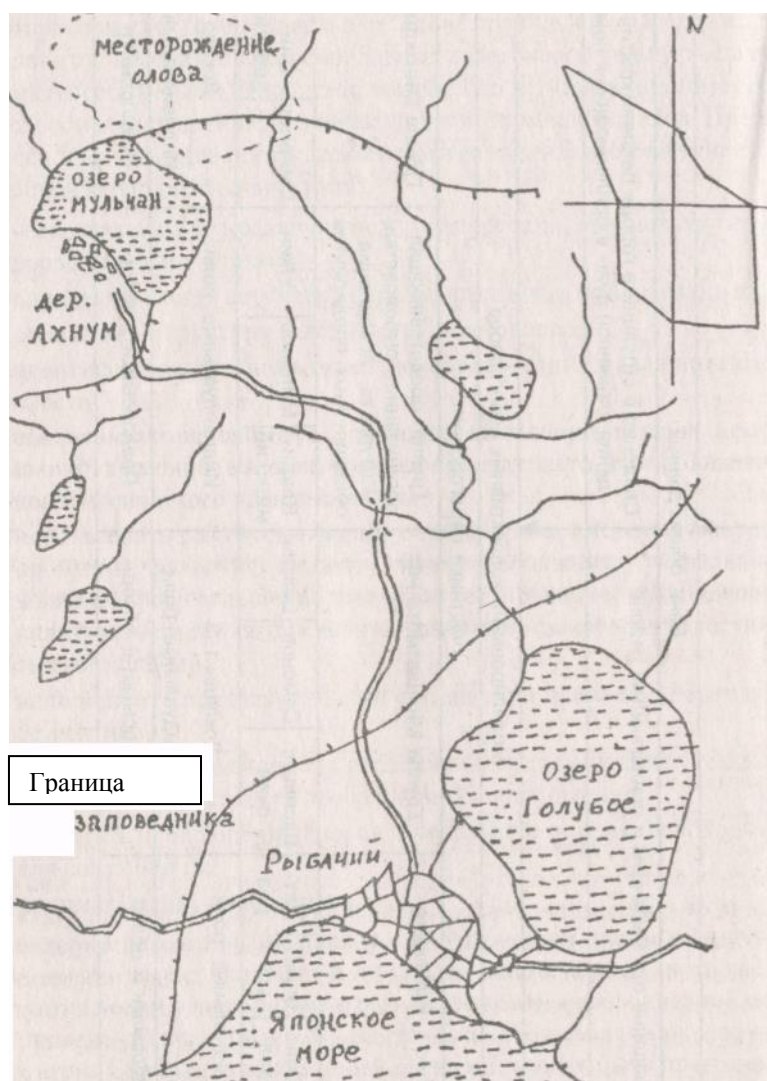 N
месторождение
олова
озеро
мульчан
дер.
Ахнум
Граница
заповедника
Озеро
Голубое
Рыбачий
Японское
море